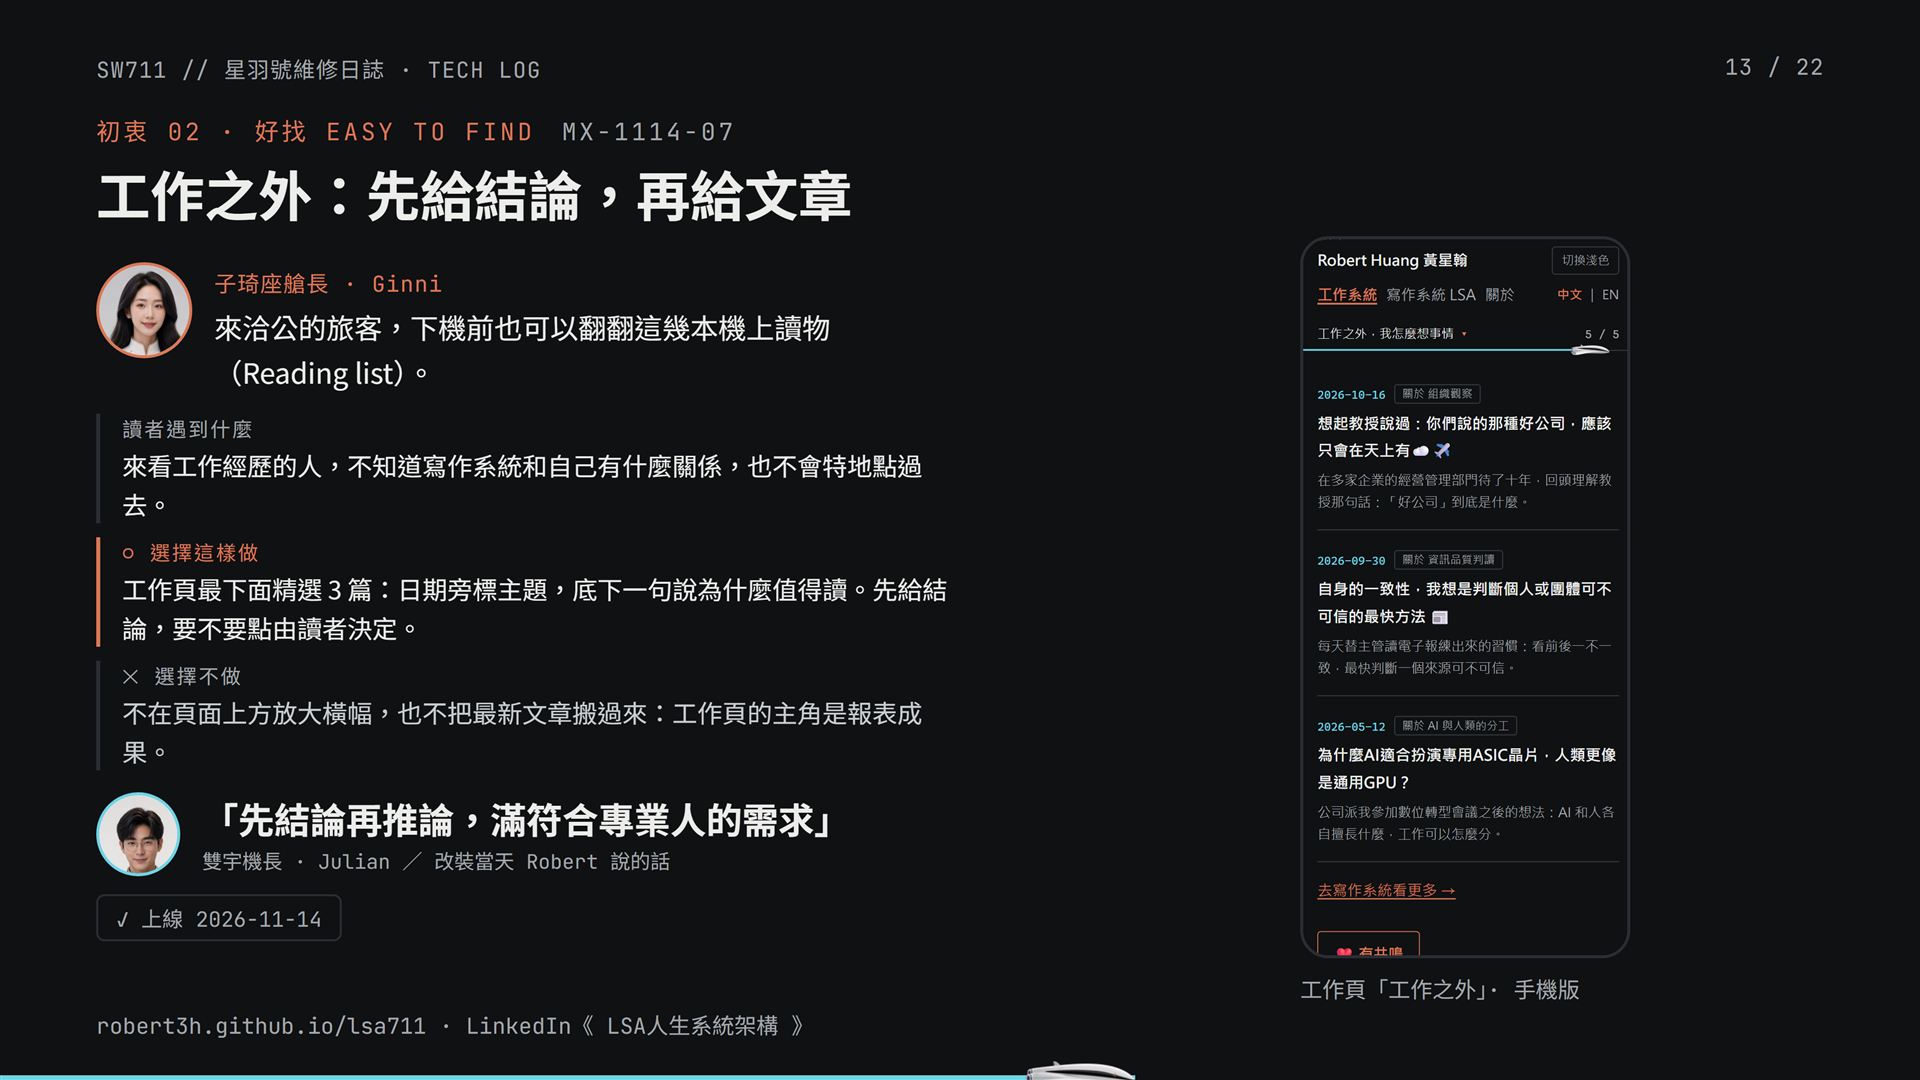 SW711 // 星羽號維修日誌 · TECH LOG
13 / 22
初衷 02 · 好找 EASY TO FIND MX-1114-07
工作之外：先給結論，再給文章
子琦座艙長 · Ginni
來洽公的旅客，下機前也可以翻翻這幾本機上讀物
（Reading list）。
讀者遇到什麼
來看工作經歷的人，不知道寫作系統和自己有什麼關係，也不會特地點過
去。
○ 選擇這樣做
工作頁最下面精選 3 篇：日期旁標主題，底下一句說為什麼值得讀。先給結
論，要不要點由讀者決定。
× 選擇不做
不在頁面上方放大橫幅，也不把最新文章搬過來：工作頁的主角是報表成
果。
「先結論再推論，滿符合專業人的需求」
雙宇機長 · Julian ／ 改裝當天 Robert 說的話
✓ 上線 2026-11-14
robert3h.github.io/lsa711 · LinkedIn《 LSA人生系統架構 》
Robert Huang 黃星翰
切換淺色
工作系統 寫作系統 LSA 關於 中文 | EN
工作之外．我怎麼想事情 ▾ 5 / 5
2026-10-16 關於 組織觀察
想起教授說過：你們說的那種好公司，應該
只會在天上有☁️✈️
在多家企業的經營管理部門待了十年，回頭理解教
授那句話：「好公司」到底是什麼。
2026-09-30 關於 資訊品質判讀
自身的一致性，我想是判斷個人或團體可不
可信的最快方法 📰
每天替主管讀電子報練出來的習慣：看前後一不一
致，最快判斷一個來源可不可信。
2026-05-12 關於 AI 與人類的分工
為什麼AI適合扮演專用ASIC晶片，人類更像
是通用GPU？
公司派我參加數位轉型會議之後的想法：AI 和人各
自擅長什麼，工作可以怎麼分。
去寫作系統看更多→
❤️ 有共鳴
工作頁「工作之外」· 手機版